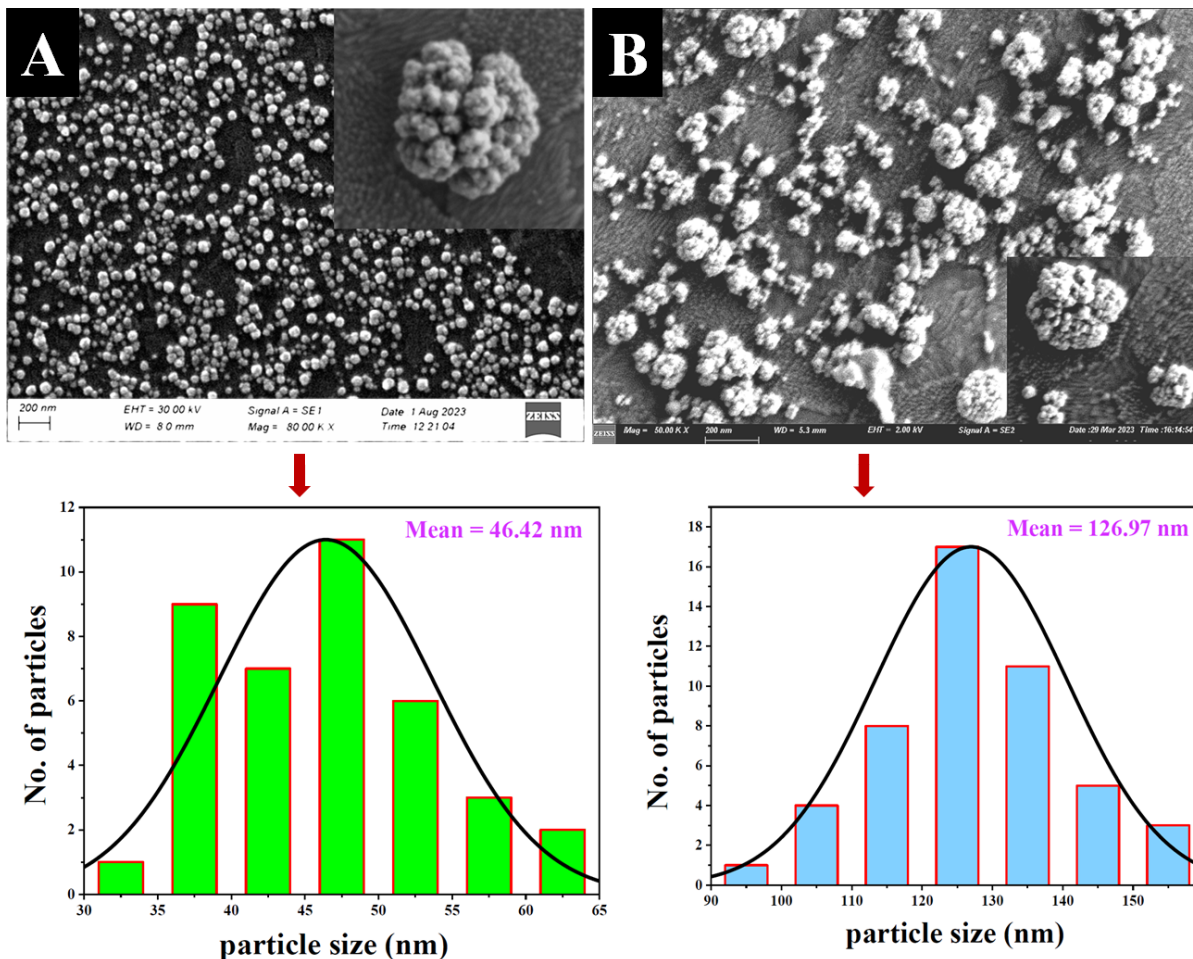 A
B
200 nm
EHT = 30.00 kV
Signal A = SE1
Date 1 Aug 2023
WD = 8.0 mm
Mag = 80.00 K X
Time 12 21 04
ZEISS
ZEISS
Mag = 50.00 K X
200 nm
WD = 5.3 mm
EHT = 2.00 kV
Signal A = SE2
Date :29 Mar 2023 Time :16:14:54
Mean = 46.42 nm
No. of particles
12
10
8
6
4
2
0
30 35 40 45 50 55 60 65
particle size (nm)
Mean = 126.97 nm
No. of particles
18
16
14
12
10
8
6
4
2
0
90 100 110 120 130 140 150
particle size (nm)